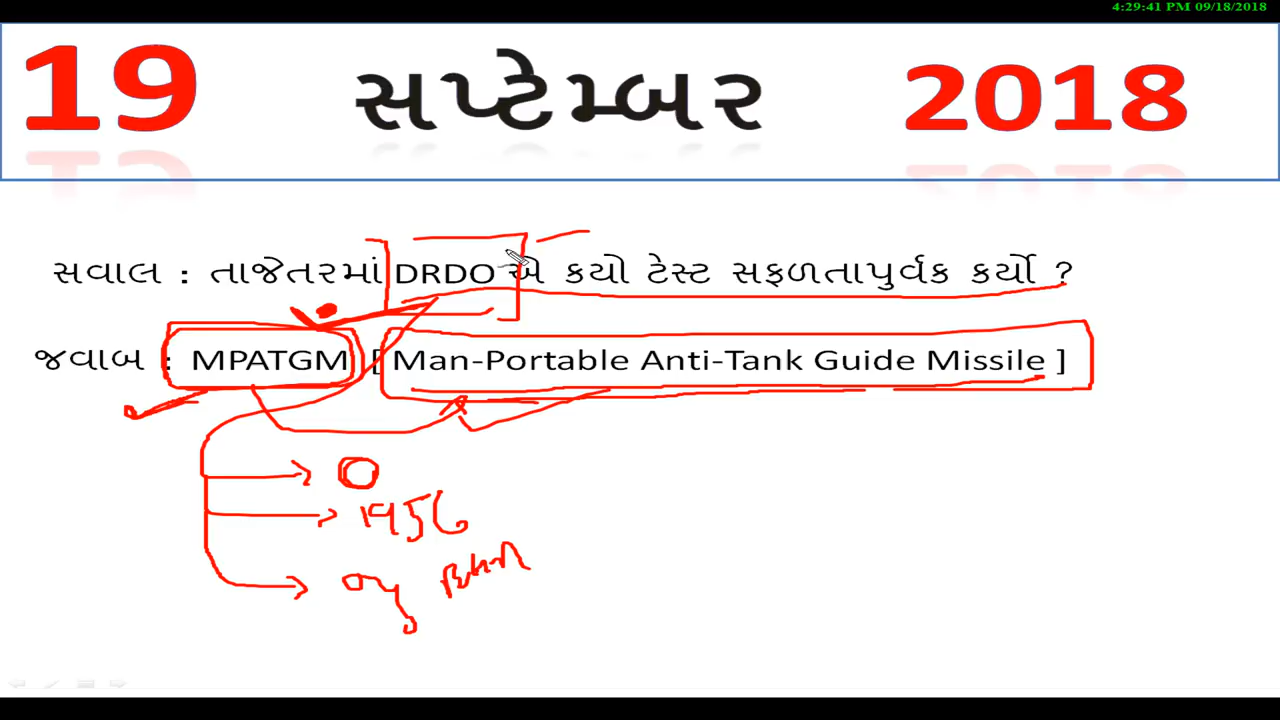 4:29:41 PM 09/18/2018
19 સપ્ટેમ્બર 2018
સવાલ : તાજેતરમાં DRDO એ કયો ટેસ્ટ સફળતાપુર્વક કર્યો ?
જવાબ : MPATGM [ Man-Portable Anti-Tank Guide Missile ]
1956